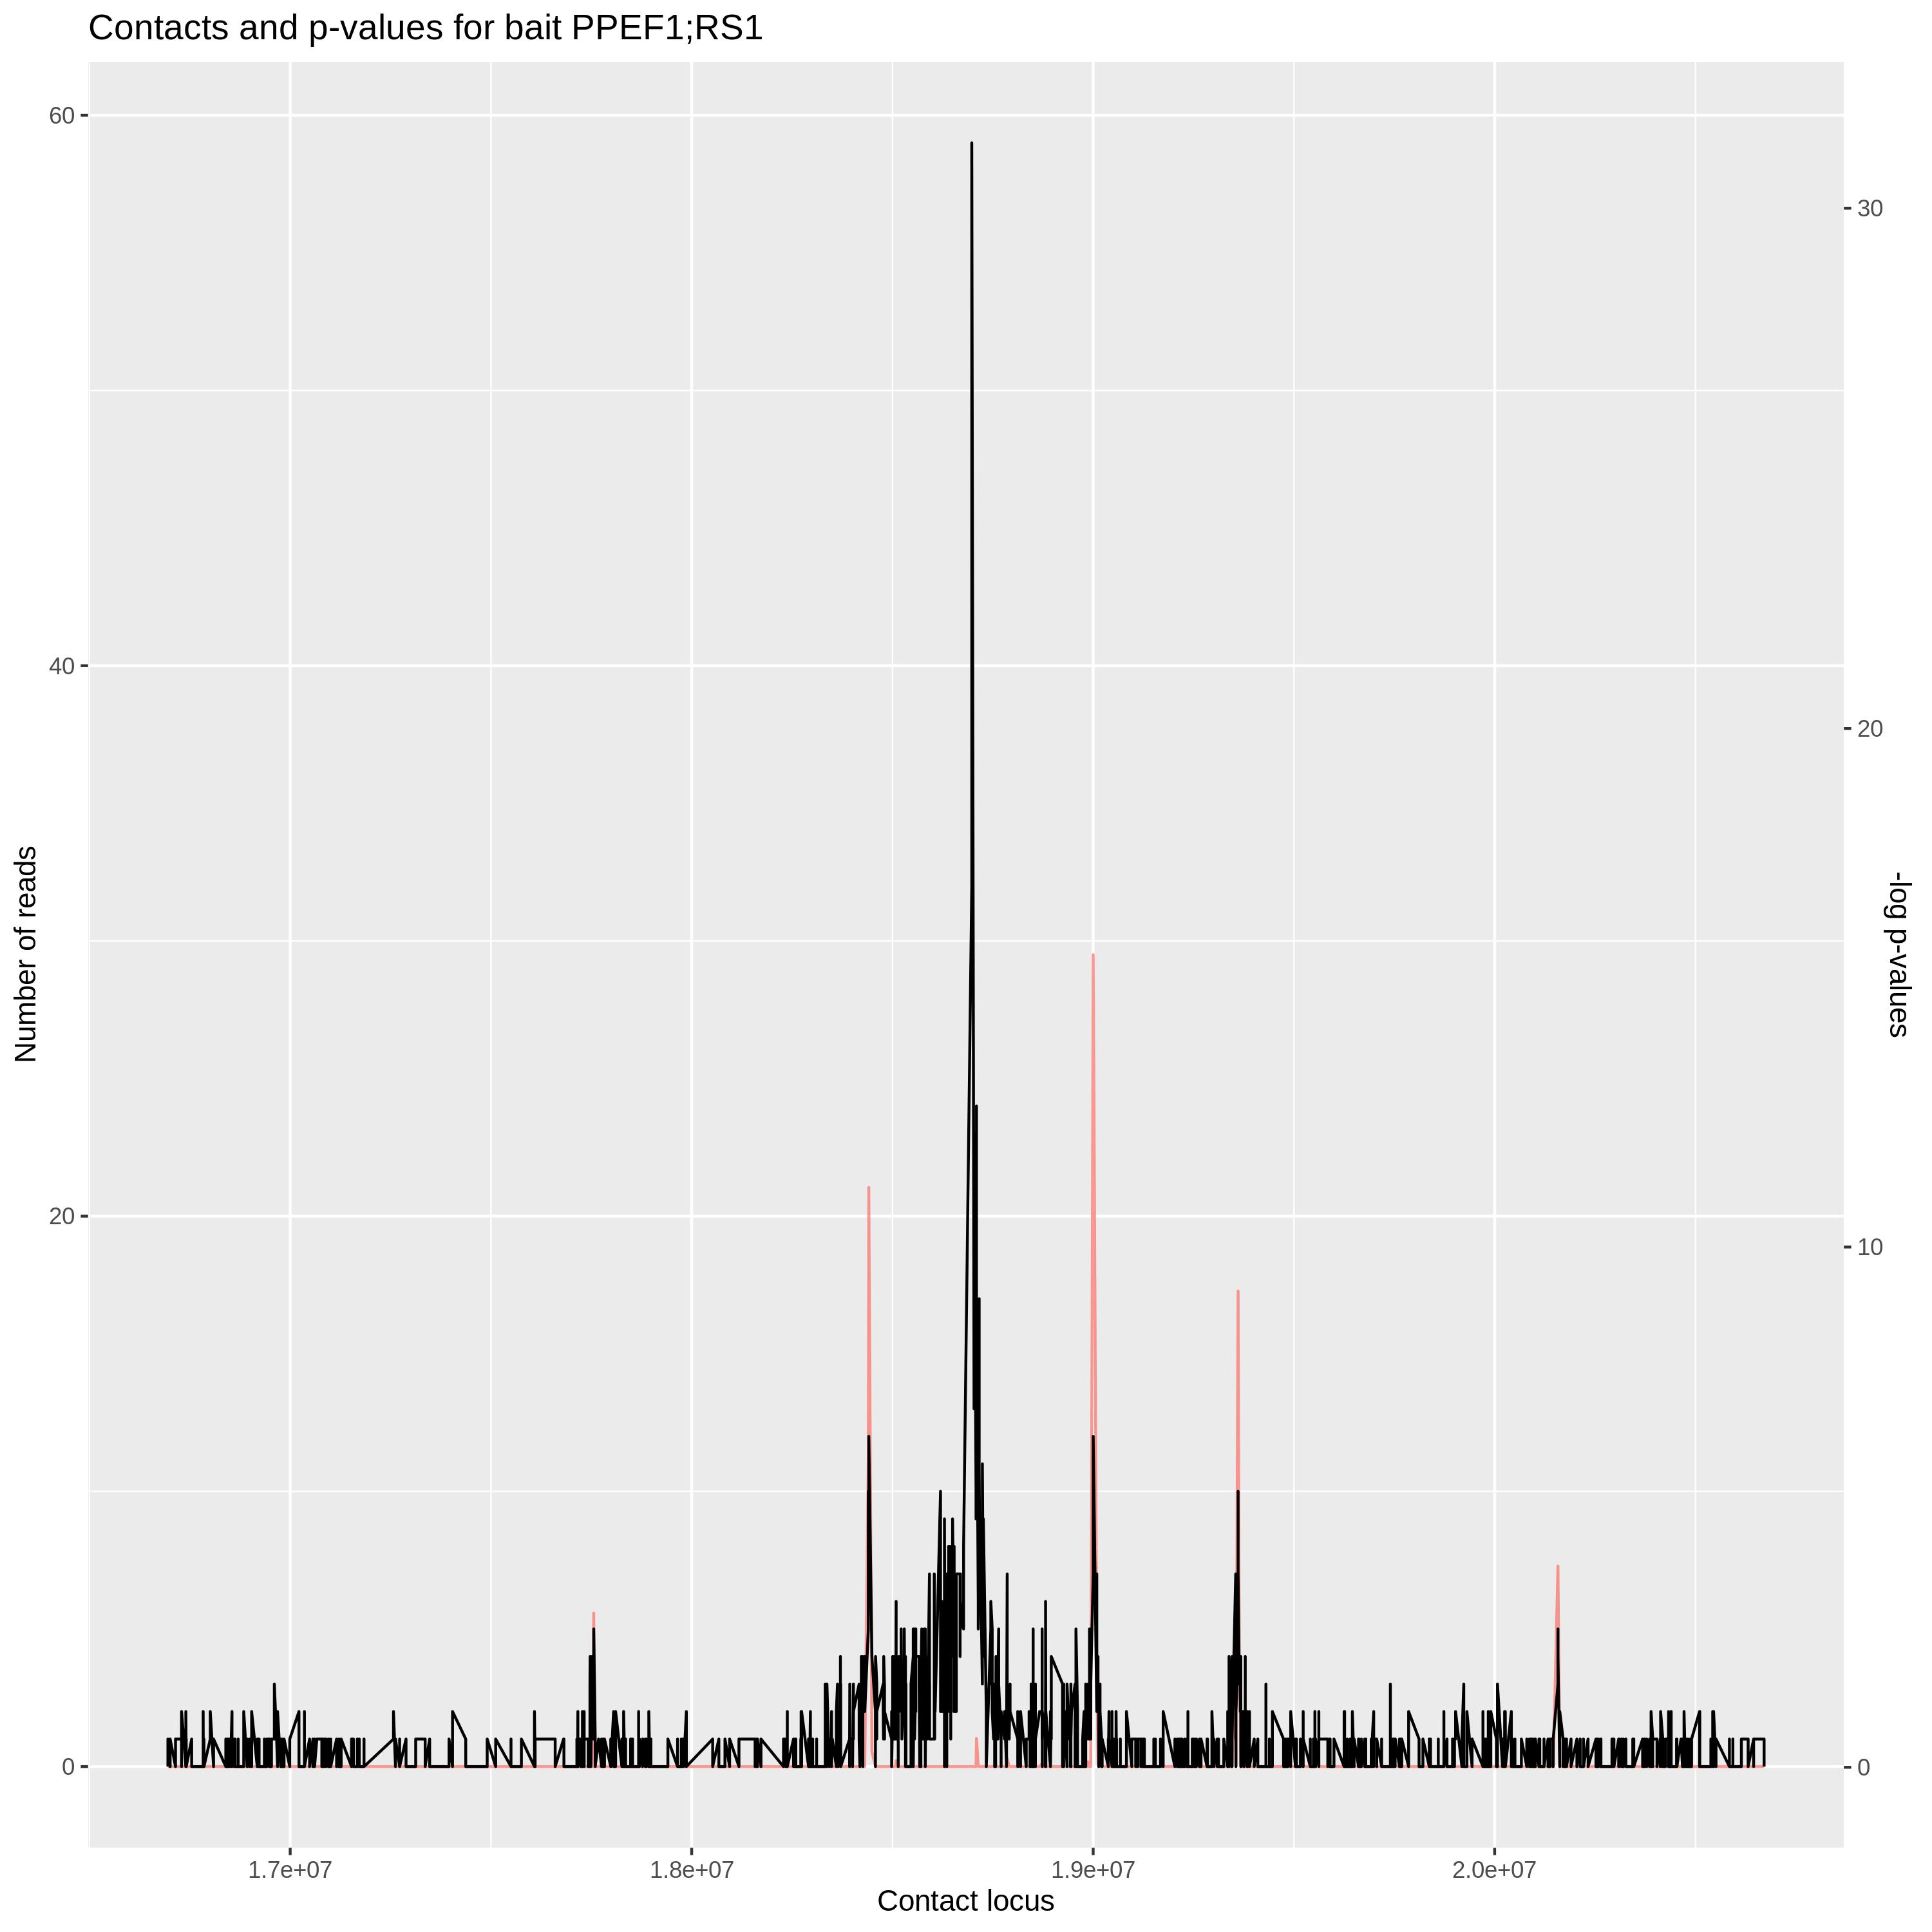 Contacts and p-values for bait PPEF1;RS1
60
40
20
0
Number of reads
30
20
10
0
-log p-values
1.7e+07
1.8e+07
1.9e+07
2.0e+07
Contact locus